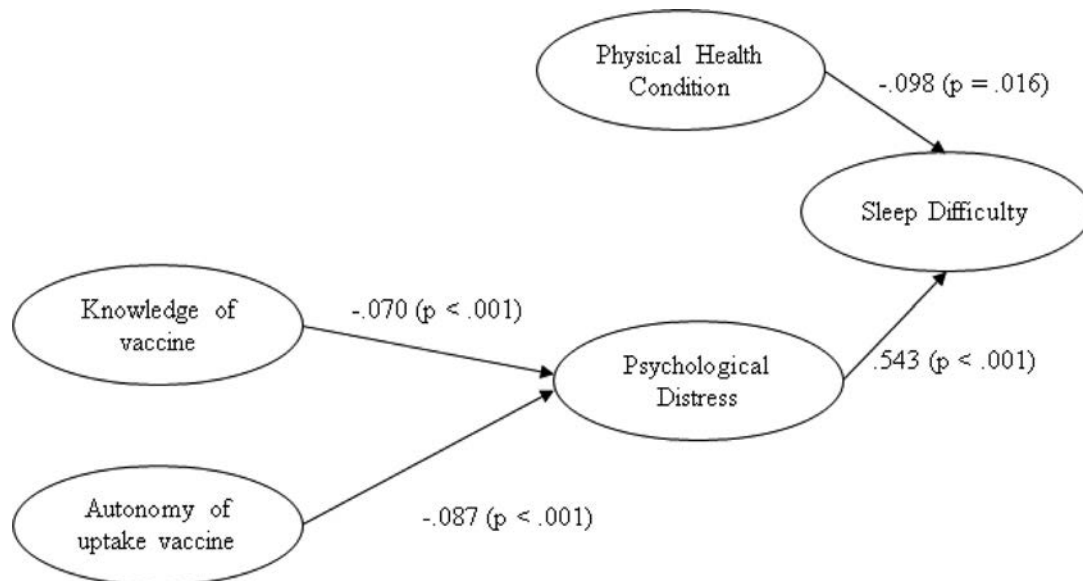 Physical Health
Condition
-.098 (p = .016)
Sleep Difficulty
Knowledge of
vaccine
-.070 (p < .001)
Psychological
Distress
.543 (p < .001)
Autonomy of
uptake vaccine
-.087 (p < .001)